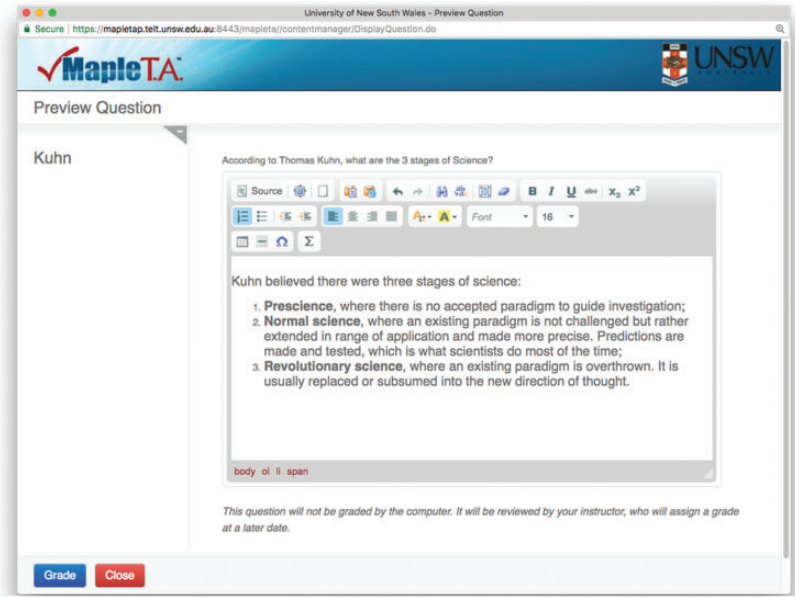 University of New South Wales - Preview Question
Secure | https://mapletap.telt.unsw.edu.au:8443/mapleta//contentmanager/DisplayQuestion.do
MapleT.A.
UNSW
AUSTRALIA
Preview Question
Kuhn
According to Thomas Kuhn, what are the 3 stages of Science?
Source B I U abc X2 X2
A A Font 16
Ω Σ
Kuhn believed there were three stages of science:
1. Prescience, where there is no accepted paradigm to guide investigation;
2. Normal science, where an existing paradigm is not challenged but rather
extended in range of application and made more precise. Predictions are
made and tested, which is what scientists do most of the time;
3. Revolutionary science, where an existing paradigm is overthrown. It is
usually replaced or subsumed into the new direction of thought.
body ol li span
This question will not be graded by the computer. It will be reviewed by your instructor, who will assign a grade
at a later date.
Grade Close